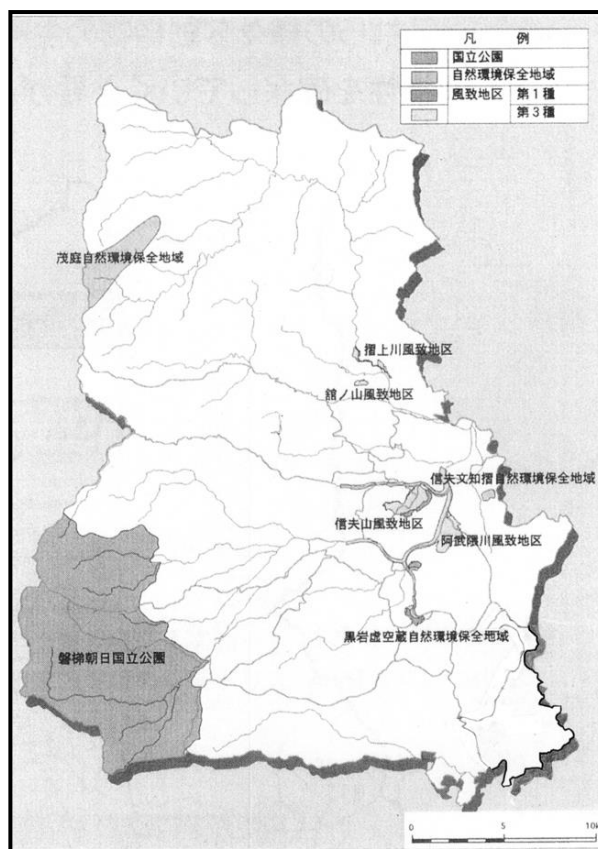 凡 例
国立公園
自然環境保全地域
風致地区 第1種
第3種
茂庭自然環境保全地域
摺上川風致地区
舘ノ山風致地区
信夫文知摺自然環境保全地域
信夫山風致地区
阿武隈川風致地区
黒岩虚空蔵自然環境保全地域
磐梯朝日国立公園
0 5 10k